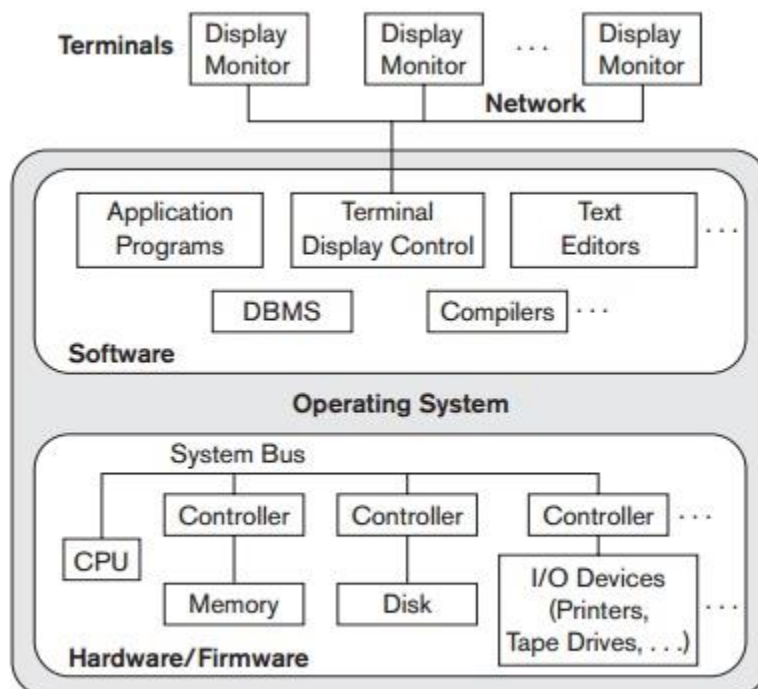 Terminals
Display
Monitor
Display
Monitor
...
Display
Monitor
Network
Application
Programs
Terminal
Display Control
Text
Editors
...
DBMS
Compilers
...
Software
Operating System
System Bus
Controller
Controller
Controller
...
CPU
Memory
Disk
I/O Devices
(Printers,
Tape Drives, . . .)
...
Hardware/Firmware